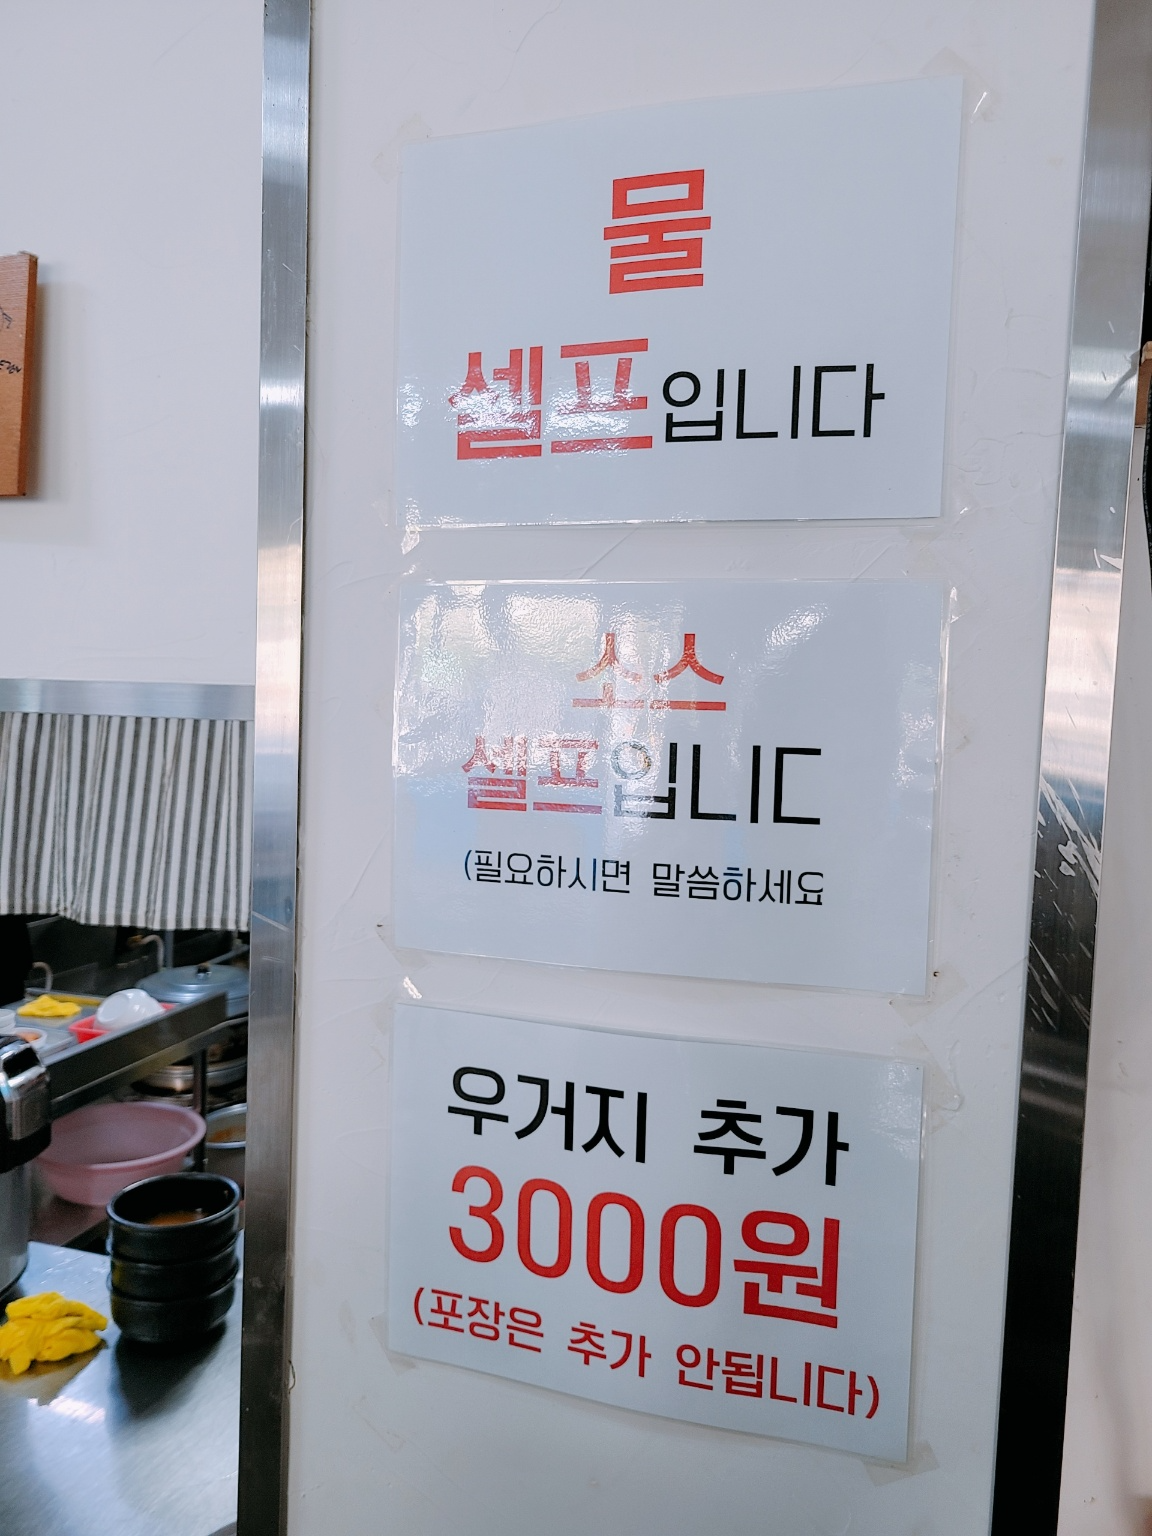 물
셀프입니다
소스
셀프입니ㄷ
(필요하시면 말씀하세요
우거지 추가
3000원
(포장은 추가 안됩니다)